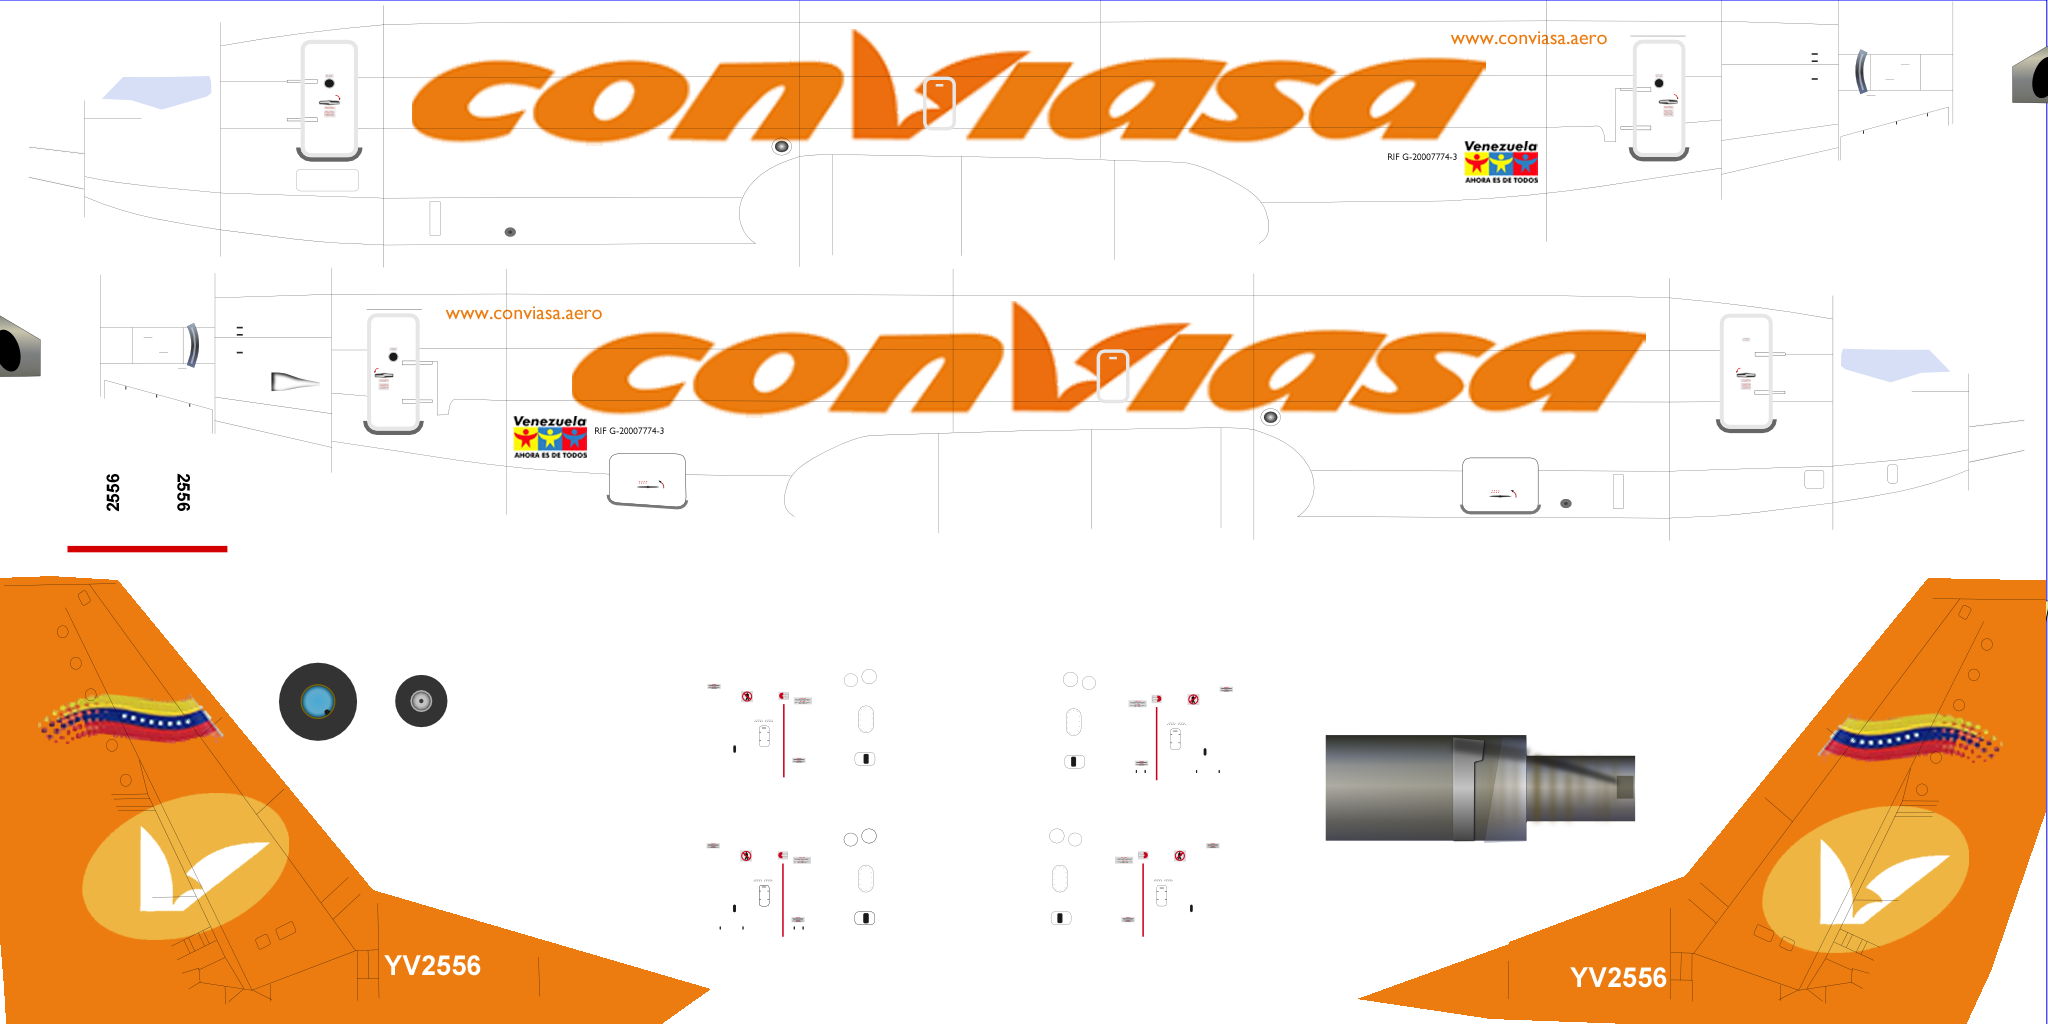 www.conviasa.aero
conviasa
RIF G-20007774-3
Venezuela
AHORA ES DE TODOS
www.conviasa.aero
conviasa
Venezuela
AHORA ES DE TODOS
RIF G-20007774-3
2556
2556
YV2556
YV2556